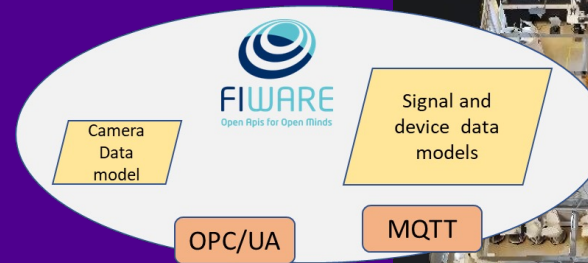 FIWARE
Open Apis for Open Minds
Camera
Data
model
Signal and
device data
models
OPC/UA
MQTT